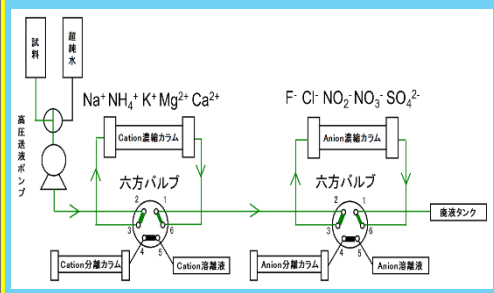 試料
超純水
高圧送液ポンプ
Na⁺ NH₄⁺ K⁺ Mg²⁺ Ca²⁺
F⁻ Cl⁻ NO₂⁻ NO₃⁻ SO₄²⁻
Cation濃縮カラム
Anion濃縮カラム
六方バルブ
六方バルブ
2 1
3 6
4 5
2 1
3 6
4 5
廃液タンク
Cation分離カラム
Cation溶離液
Anion分離カラム
Anion溶離液